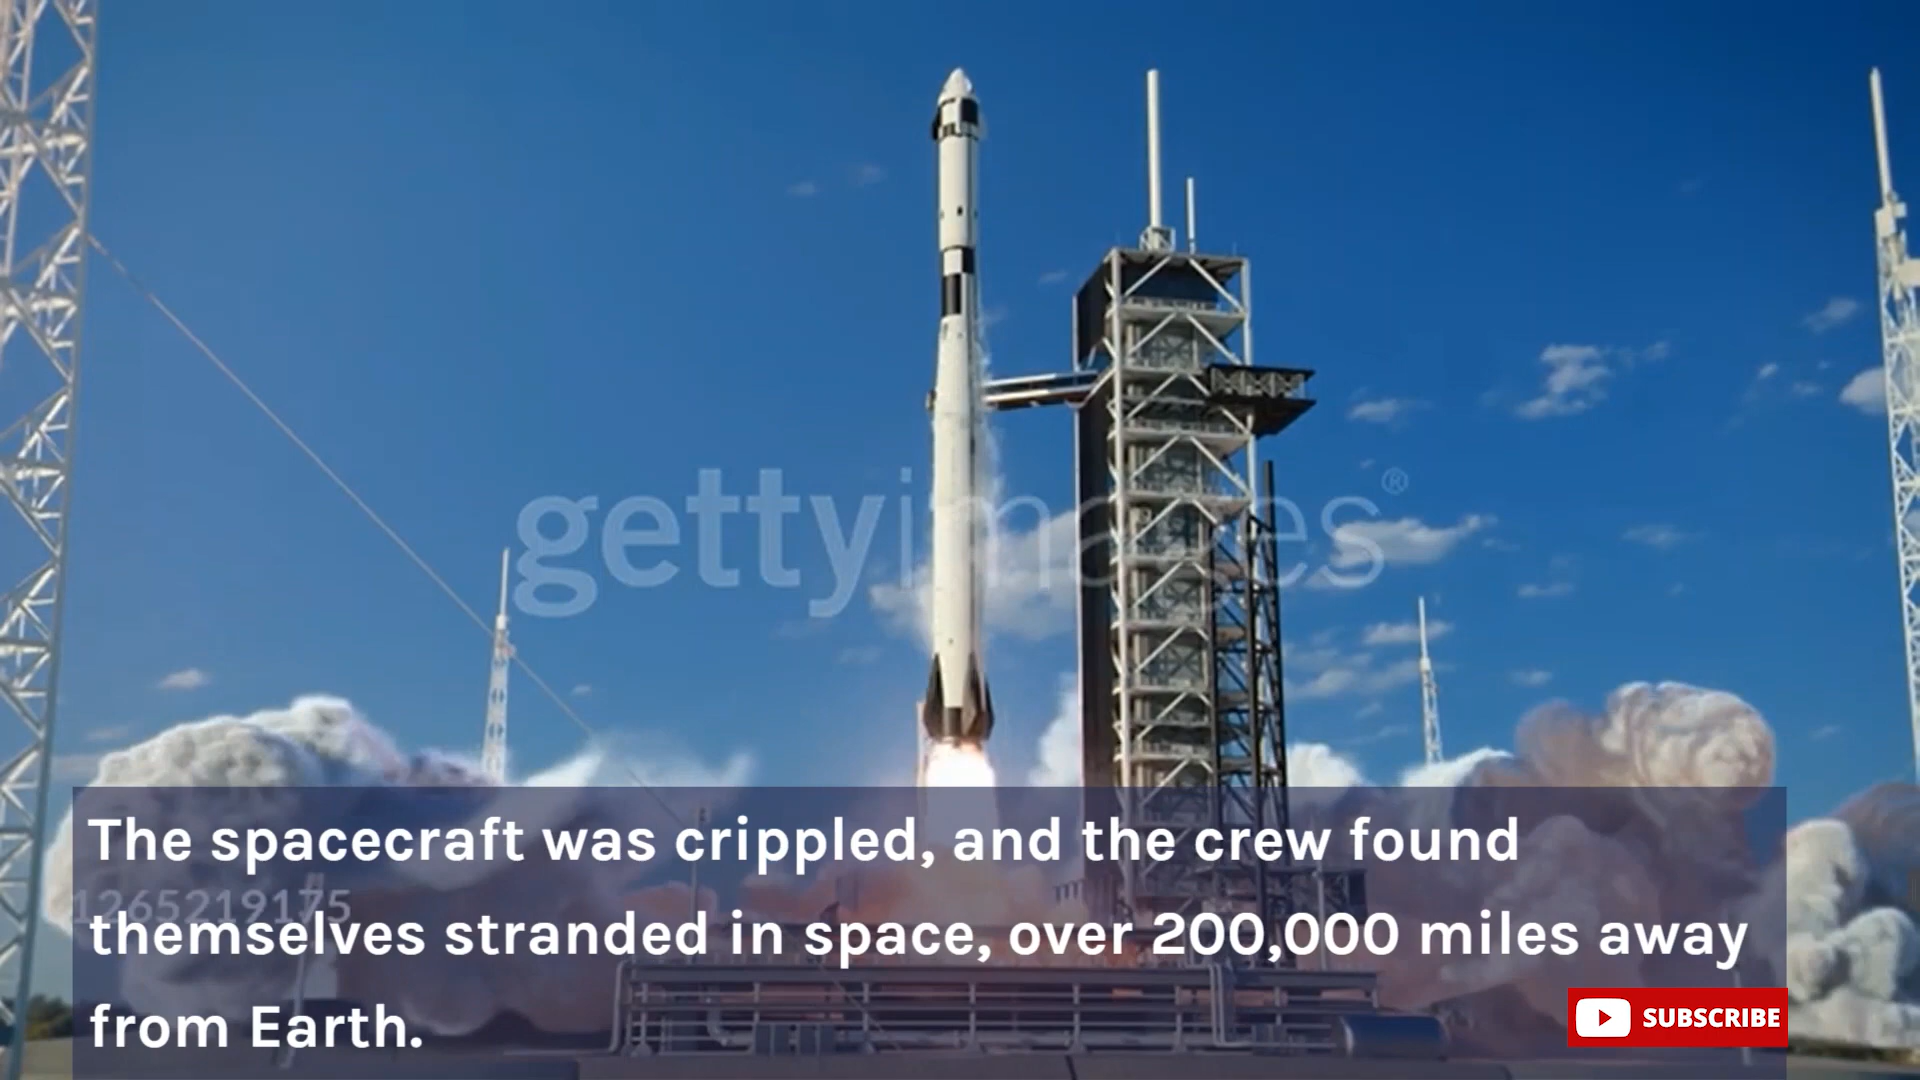 gettyimages®
The spacecraft was crippled, and the crew found
1265219175
themselves stranded in space, over 200,000 miles away
from Earth.
SUBSCRIBE